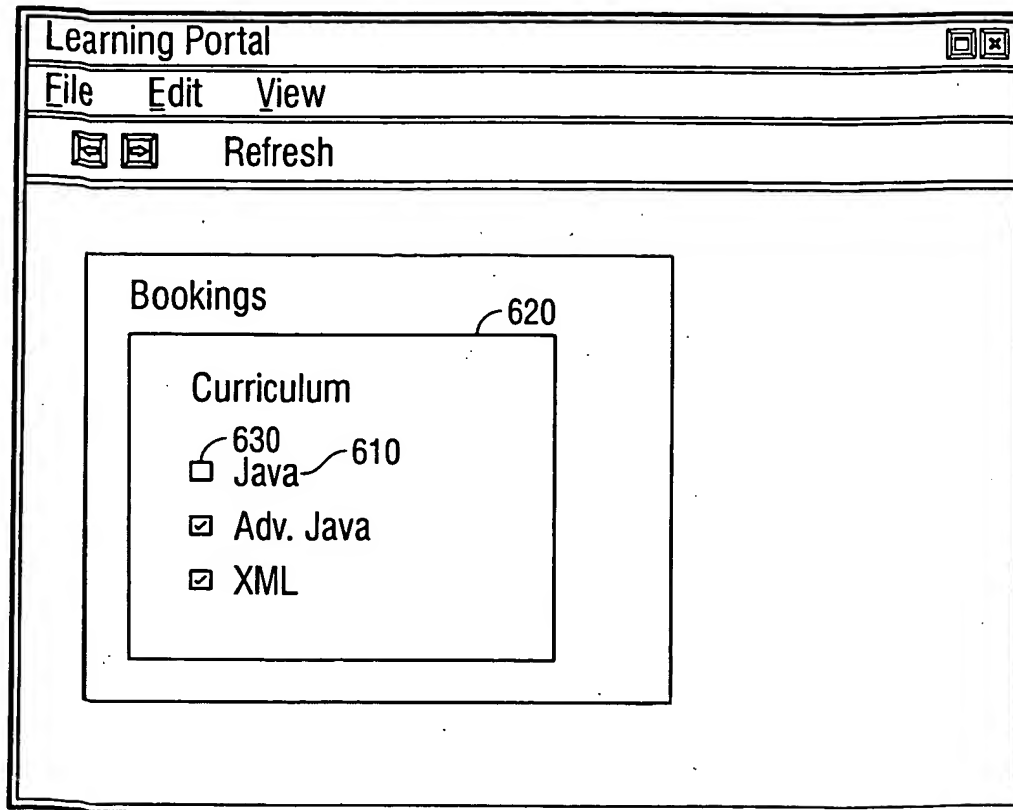 Learning Portal
File Edit View
Refresh
Bookings
620
Curriculum
630
610
Java
Adv. Java
XML